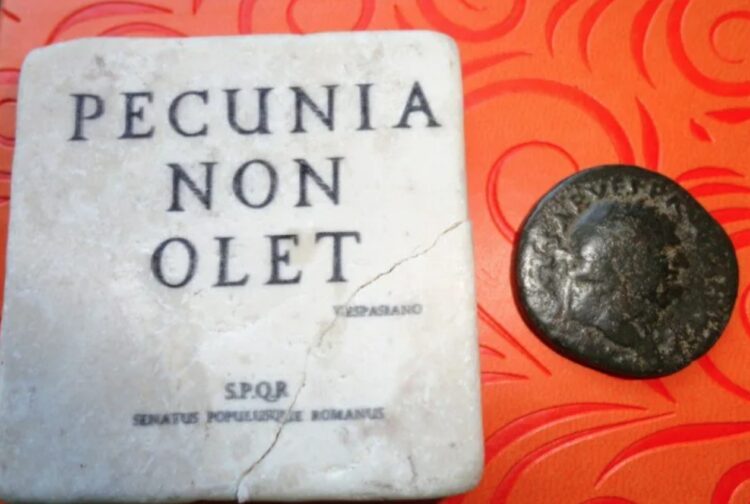 PECUNIA
NON
OLET
VESPASIANO
S.P.Q.R
SENATUS POPULUSQUE ROMANUS